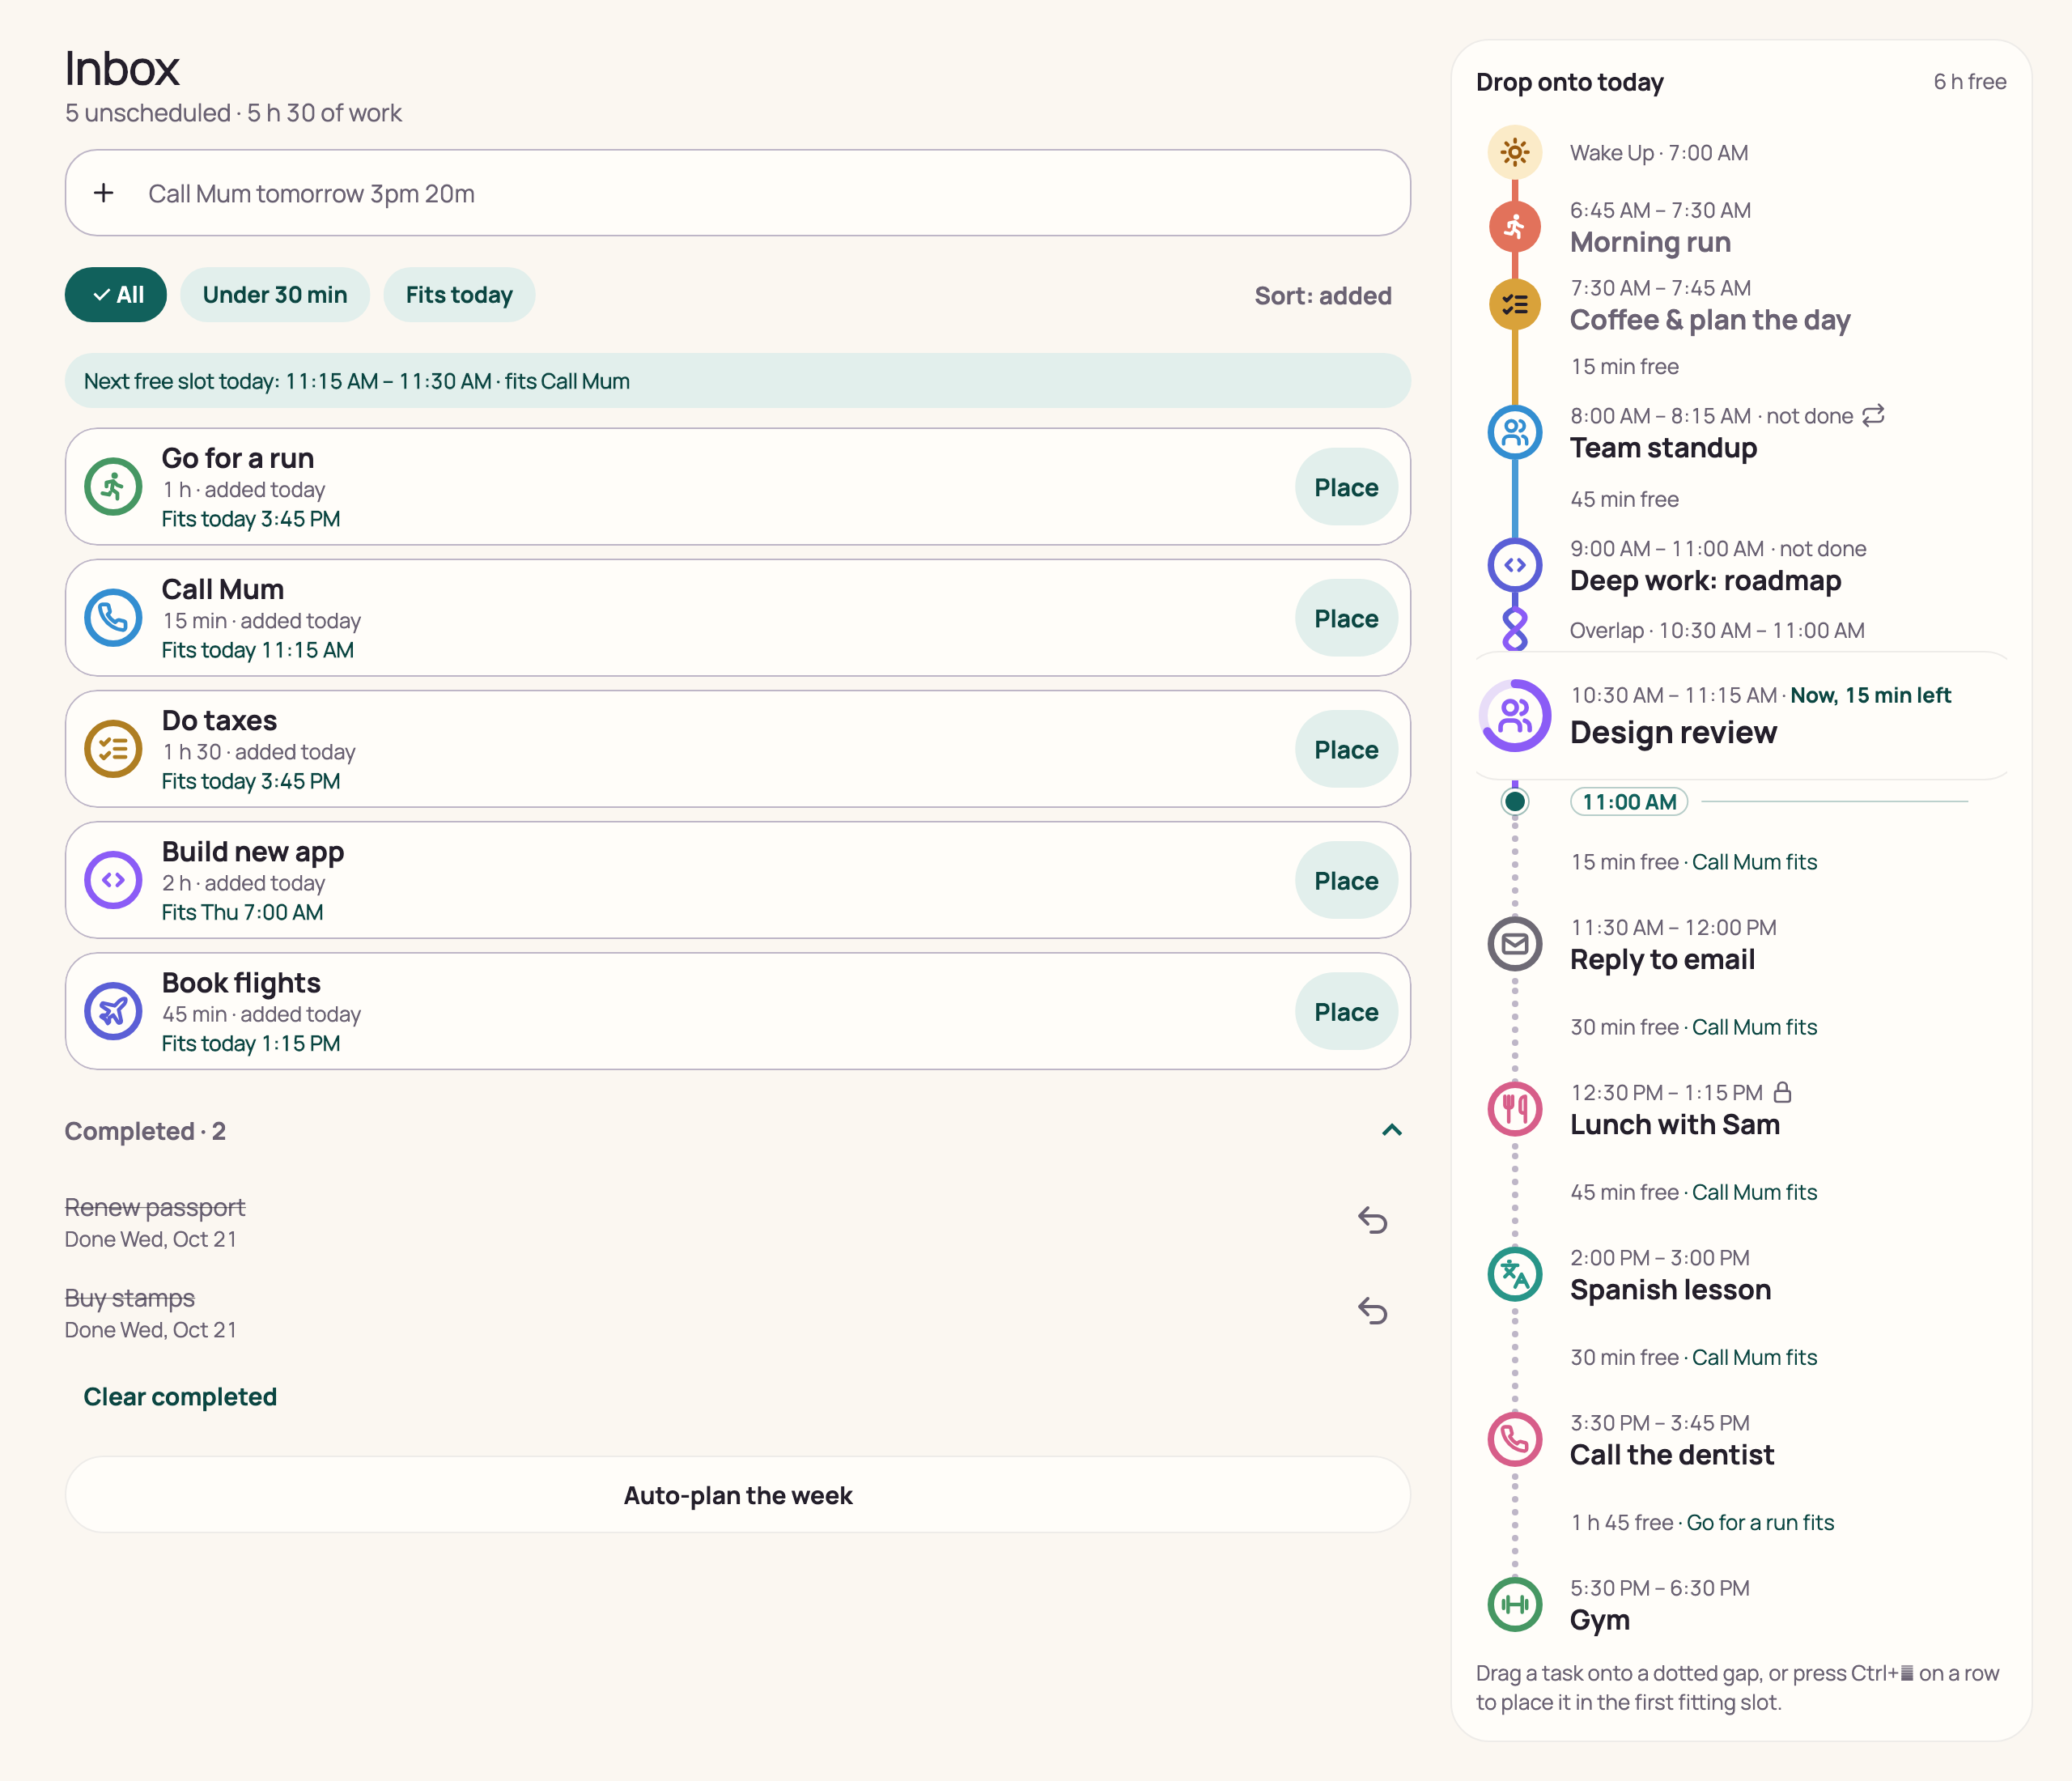 Inbox
5 unscheduled · 5 h 30 of work
Call Mum tomorrow 3pm 20m
All
Under 30 min
Fits today
Sort: added
Next free slot today: 11:15 AM – 11:30 AM · fits Call Mum
Go for a run
1 h · added today
Fits today 3:45 PM
Place
Call Mum
15 min · added today
Fits today 11:15 AM
Place
Do taxes
1 h 30 · added today
Fits today 3:45 PM
Place
Build new app
2 h · added today
Fits Thu 7:00 AM
Place
Book flights
45 min · added today
Fits today 1:15 PM
Place
Completed · 2
Renew passport
Done Wed, Oct 21
Buy stamps
Done Wed, Oct 21
Clear completed
Auto-plan the week
Drop onto today
6 h free
Wake Up · 7:00 AM
6:45 AM – 7:30 AM
Morning run
7:30 AM – 7:45 AM
Coffee & plan the day
15 min free
8:00 AM – 8:15 AM · not done
Team standup
45 min free
9:00 AM – 11:00 AM · not done
Deep work: roadmap
Overlap · 10:30 AM – 11:00 AM
10:30 AM – 11:15 AM · Now, 15 min left
Design review
11:00 AM
15 min free · Call Mum fits
11:30 AM – 12:00 PM
Reply to email
30 min free · Call Mum fits
12:30 PM – 1:15 PM
Lunch with Sam
45 min free · Call Mum fits
2:00 PM – 3:00 PM
Spanish lesson
30 min free · Call Mum fits
3:30 PM – 3:45 PM
Call the dentist
1 h 45 free · Go for a run fits
5:30 PM – 6:30 PM
Gym
Drag a task onto a dotted gap, or press Ctrl+ on a row
to place it in the first fitting slot.